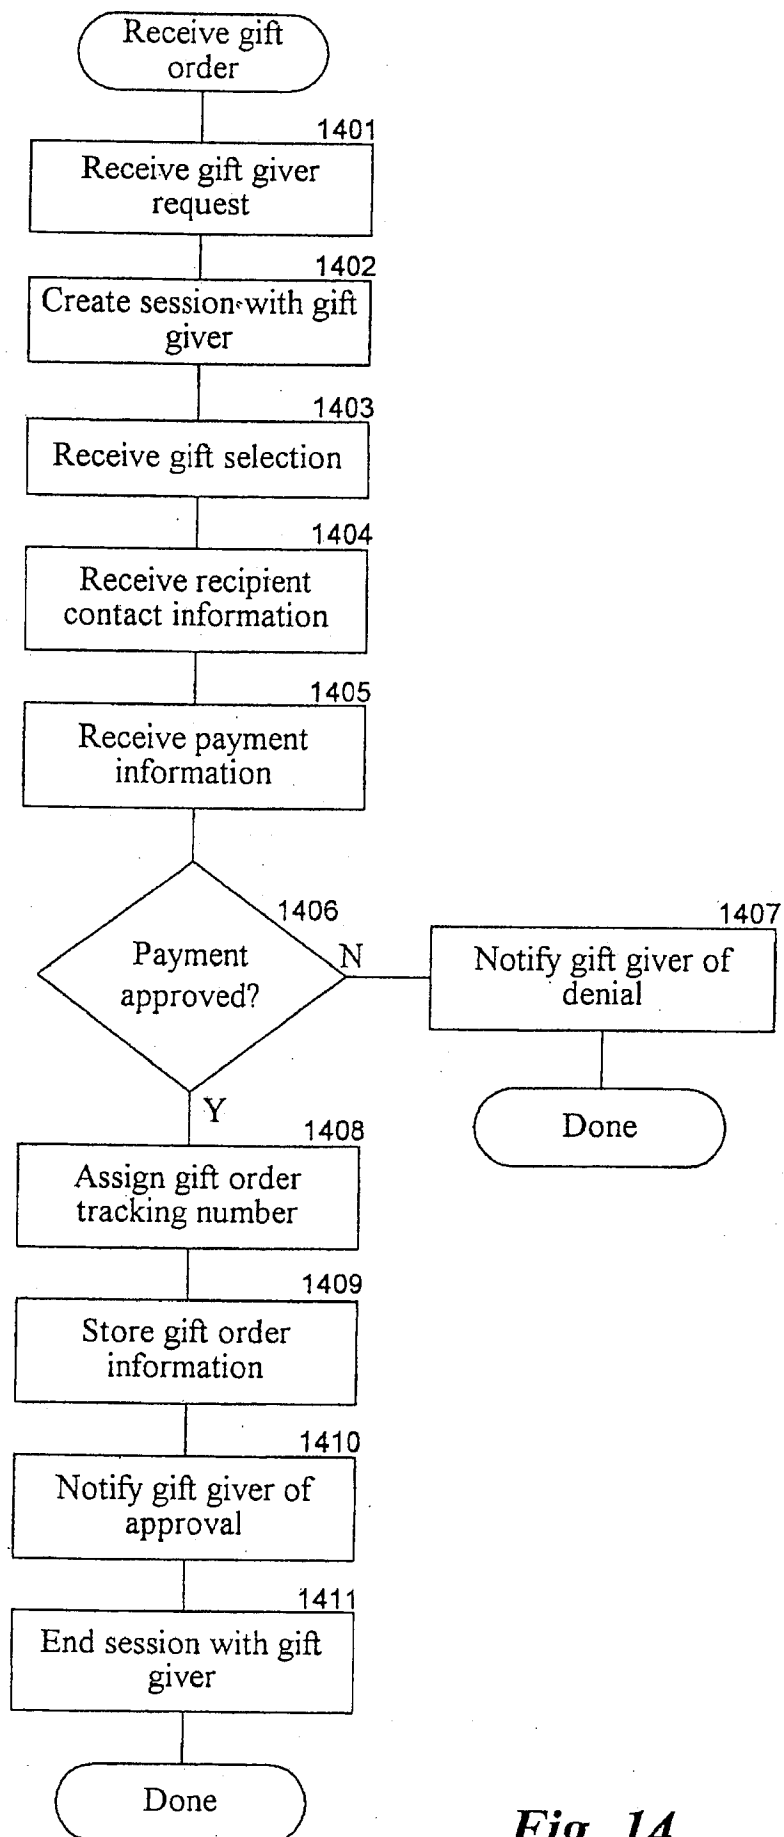 Receive gift
order
1401
Receive gift giver
request
1402
Create session with gift
giver
1403
Receive gift selection
1404
Receive recipient
contact information
1405
Receive payment
information
1406
Payment
approved?
N
1407
Notify gift giver of
denial
Done
Y
1408
Assign gift order
tracking number
1409
Store gift order
information
1410
Notify gift giver of
approval
1411
End session with gift
giver
Done
Fig. 14